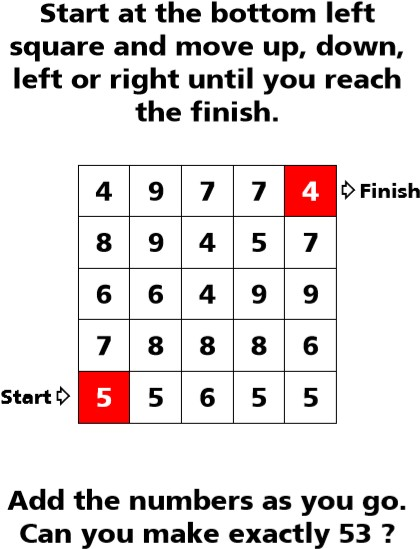 Start at the bottom left
square and move up, down,
left or right until you reach
the finish.
4 9 7 7 4 Finish
8 9 4 5 7
6 6 4 9 9
7 8 8 8 6
Start 5 5 6 5 5
Add the numbers as you go.
Can you make exactly 53 ?